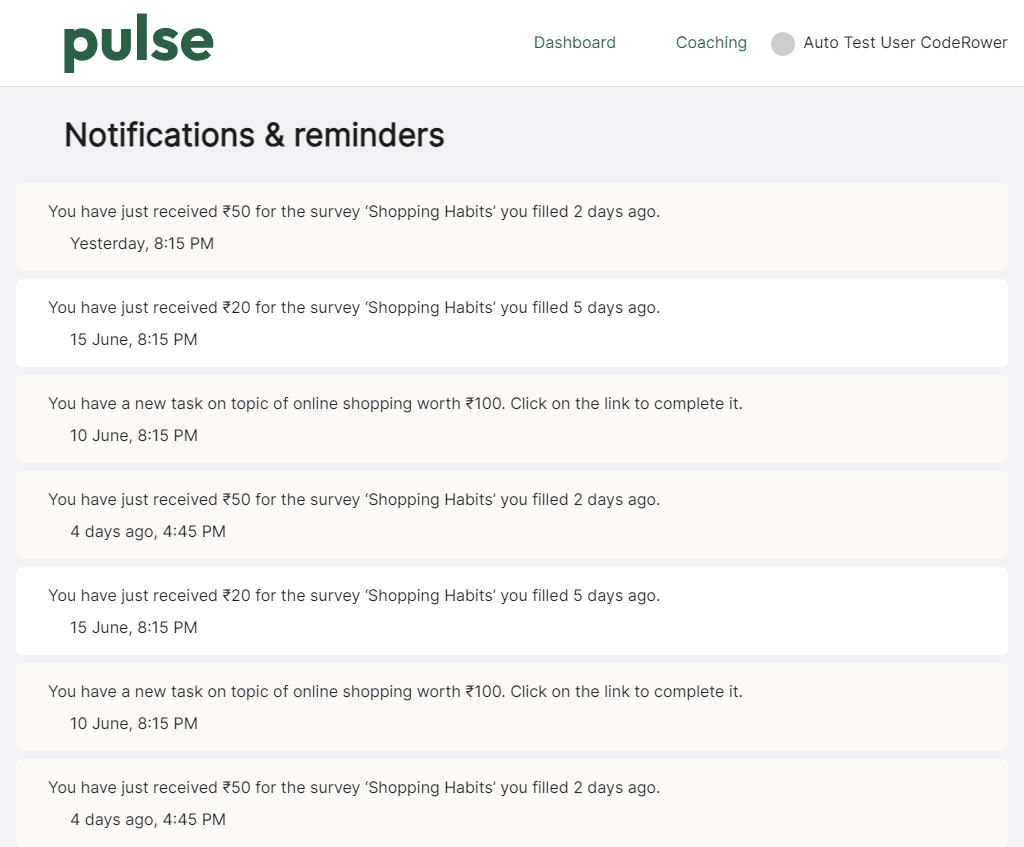 pulse
Dashboard Coaching Auto Test User CodeRower
Notifications & reminders
You have just received ₹50 for the survey ‘Shopping Habits’ you filled 2 days ago.
Yesterday, 8:15 PM
You have just received ₹20 for the survey ‘Shopping Habits’ you filled 5 days ago.
15 June, 8:15 PM
You have a new task on topic of online shopping worth ₹100. Click on the link to complete it.
10 June, 8:15 PM
You have just received ₹50 for the survey ‘Shopping Habits’ you filled 2 days ago.
4 days ago, 4:45 PM
You have just received ₹20 for the survey ‘Shopping Habits’ you filled 5 days ago.
15 June, 8:15 PM
You have a new task on topic of online shopping worth ₹100. Click on the link to complete it.
10 June, 8:15 PM
You have just received ₹50 for the survey ‘Shopping Habits’ you filled 2 days ago.
4 days ago, 4:45 PM